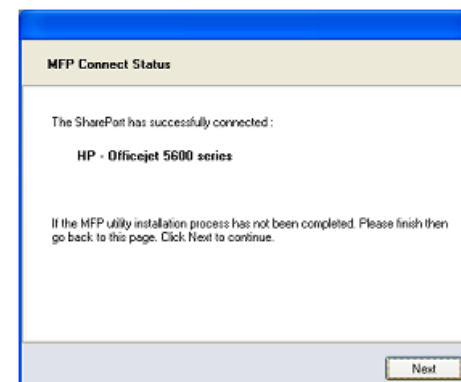 MFP Connect Status
The SharePort has successfully connected :
HP - Officejet 5600 series
If the MFP utility installation process has not been completed. Please finish then
go back to this page. Click Next to continue.
Next